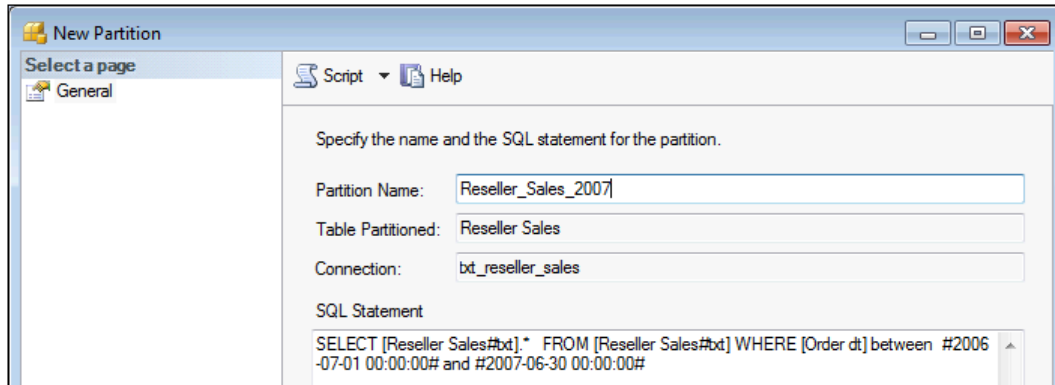 New Partition
Select a page
General
Script
Help
Specify the name and the SQL statement for the partition.
Partition Name:
Reseller_Sales_2007
Table Partitioned:
Reseller Sales
Connection:
txt_reseller_sales
SQL Statement
SELECT [Reseller Sales#txt].*   FROM [Reseller Sales#txt] WHERE [Order dt] between  #2006
-07-01 00:00:00# and #2007-06-30 00:00:00#